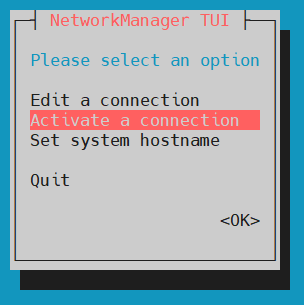 NetworkManager TUI
Please select an option
Edit a connection
Activate a connection
Set system hostname
Quit
<OK>